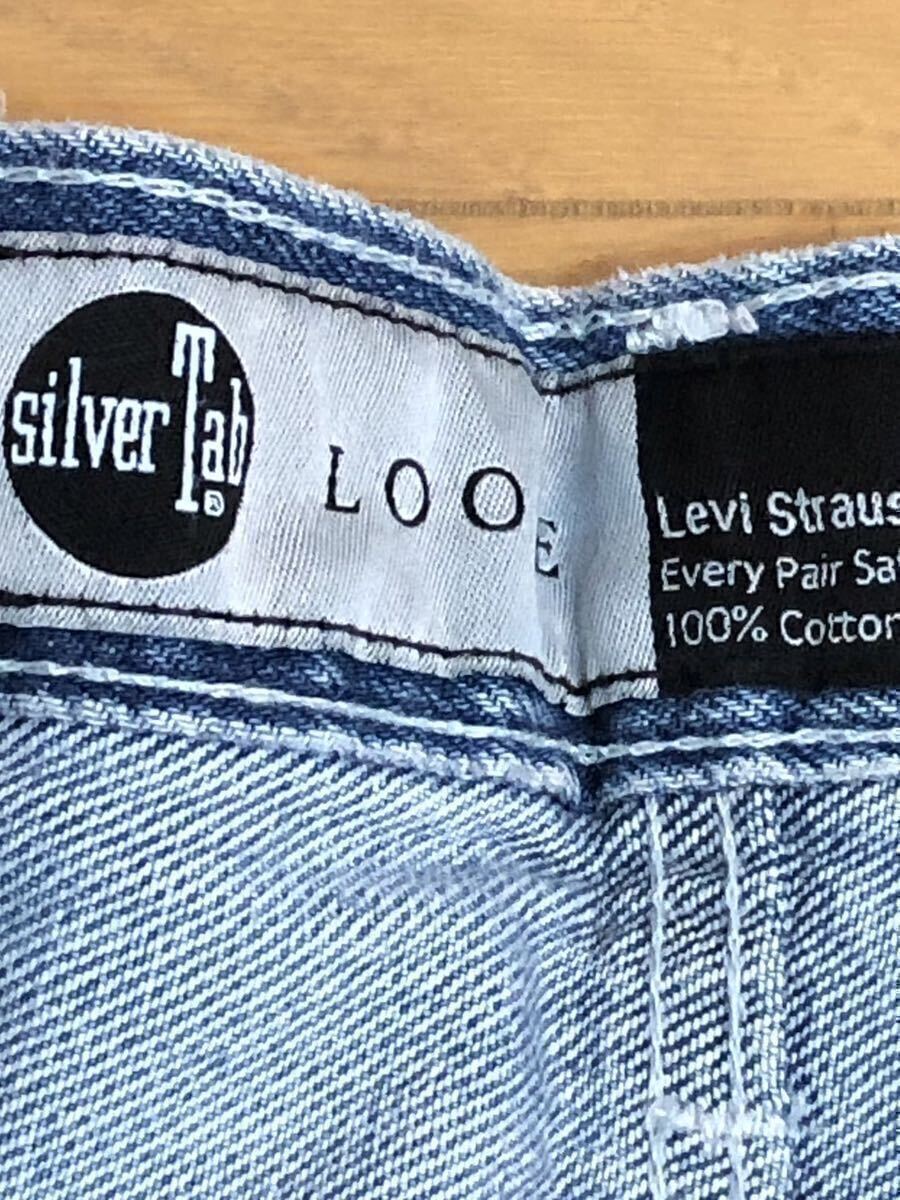 silver Tab®
LOO E
Levi Straus
Every Pair Sa
100% Cotton